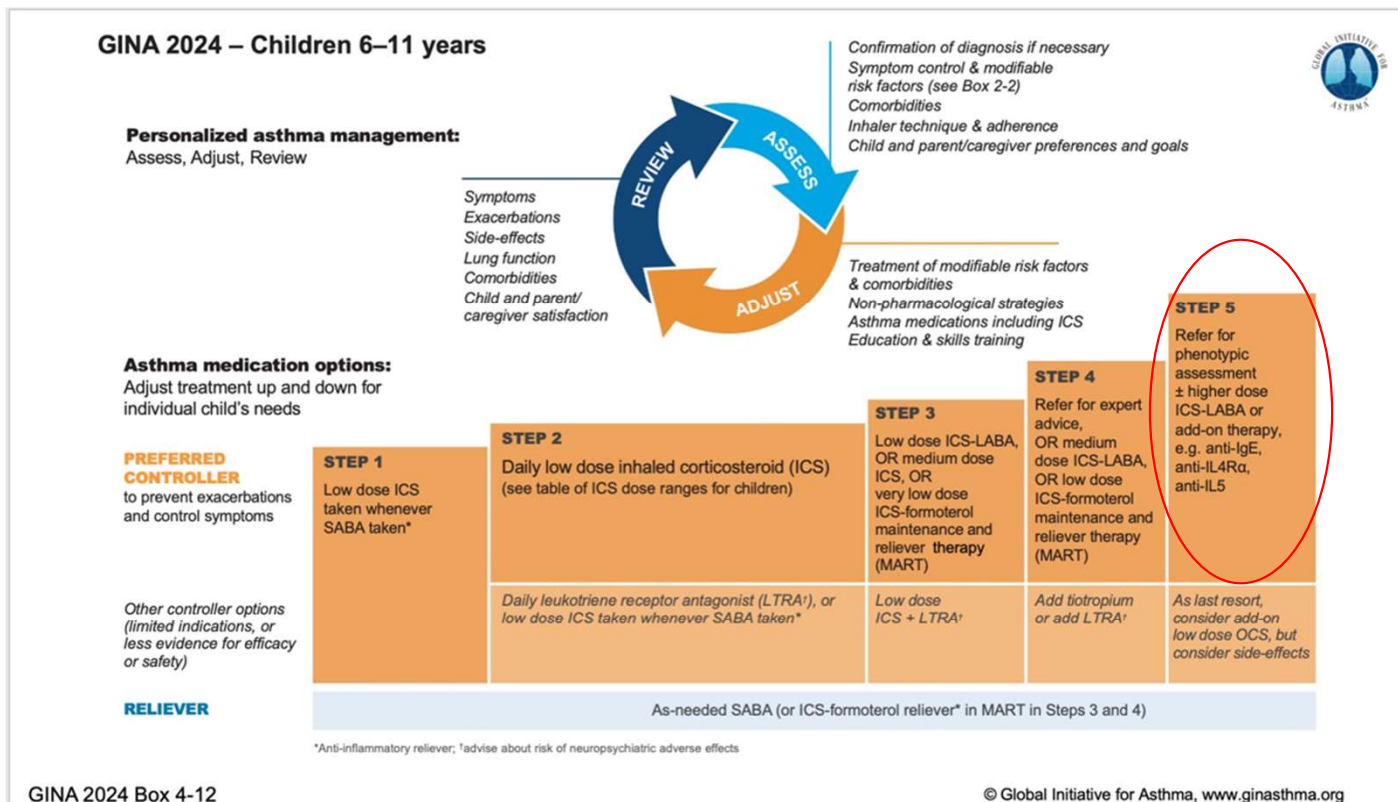 GINA 2024 – Children 6–11 years
GLOBAL INITIATIVE FOR
ASTHMA
Personalized asthma management:
Assess, Adjust, Review
REVIEW
ASSESS
ADJUST
Confirmation of diagnosis if necessary
Symptom control & modifiable
risk factors (see Box 2-2)
Comorbidities
Inhaler technique & adherence
Child and parent/caregiver preferences and goals
Symptoms
Exacerbations
Side-effects
Lung function
Comorbidities
Child and parent/
caregiver satisfaction
Treatment of modifiable risk factors
& comorbidities
Non-pharmacological strategies
Asthma medications including ICS
Education & skills training
Asthma medication options:
Adjust treatment up and down for
individual child's needs
PREFERRED
CONTROLLER
to prevent exacerbations
and control symptoms
STEP 1
Low dose ICS
taken whenever
SABA taken*
STEP 2
Daily low dose inhaled corticosteroid (ICS)
(see table of ICS dose ranges for children)
STEP 3
Low dose ICS-LABA,
OR medium dose
ICS, OR
very low dose
ICS-formoterol
maintenance and
reliever therapy
(MART)
STEP 4
Refer for expert
advice,
OR medium
dose ICS-LABA,
OR low dose
ICS-formoterol
maintenance and
reliever therapy
(MART)
STEP 5
Refer for
phenotypic
assessment
± higher dose
ICS-LABA or
add-on therapy,
e.g. anti-IgE,
anti-IL4Rα,
anti-IL5
Other controller options
(limited indications, or
less evidence for efficacy
or safety)
Daily leukotriene receptor antagonist (LTRA†), or
low dose ICS taken whenever SABA taken*
Low dose
ICS + LTRA†
Add tiotropium
or add LTRA†
As last resort,
consider add-on
low dose OCS, but
consider side-effects
RELIEVER
As-needed SABA (or ICS-formoterol reliever* in MART in Steps 3 and 4)
*Anti-inflammatory reliever; †advise about risk of neuropsychiatric adverse effects
GINA 2024 Box 4-12
© Global Initiative for Asthma, www.ginasthma.org